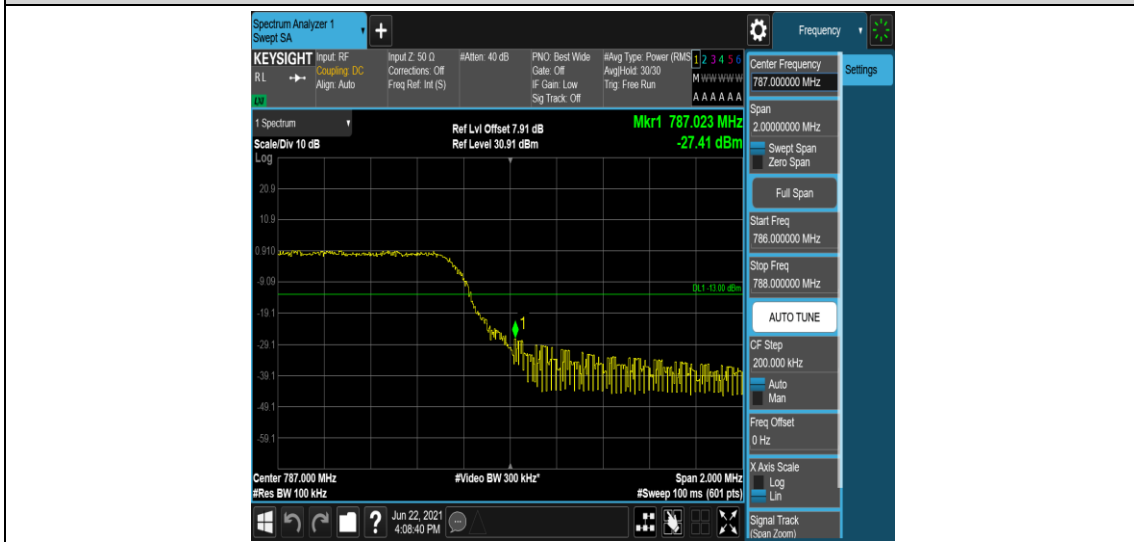 Spectrum Analyzer 1
Swept SA
+
Frequency
KEYSIGHT
RL
LXI
Input: RF
Coupling: DC
Align: Auto
Input Z: 50 Ω
Corrections: Off
Freq Ref: Int (S)
#Atten: 40 dB
PNO: Best Wide
Gate: Off
IF Gain: Low
Sig Track: Off
#Avg Type: Power (RMS
Avg|Hold: 30/30
Trig: Free Run
1 2 3 4 5 6
M W W W W W
A A A A A A
Center Frequency
787.000000 MHz
Settings
1 Spectrum
Scale/Div 10 dB
Ref Lvl Offset 7.91 dB
Ref Level 30.91 dBm
Mkr1 787.023 MHz
-27.41 dBm
Log
20.9
10.9
0.910
-9.09
-19.1
-29.1
-39.1
-49.1
-59.1
DL1 -13.00 dBm
1
Center 787.000 MHz
#Res BW 100 kHz
#Video BW 300 kHz*
Span 2.000 MHz
#Sweep 100 ms (601 pts)
Span
2.00000000 MHz
Swept Span
Zero Span
Full Span
Start Freq
786.000000 MHz
Stop Freq
788.000000 MHz
AUTO TUNE
CF Step
200.000 kHz
Auto
Man
Freq Offset
0 Hz
X Axis Scale
Log
Lin
Signal Track
(Span Zoom)
?
Jun 22, 2021
4:08:40 PM